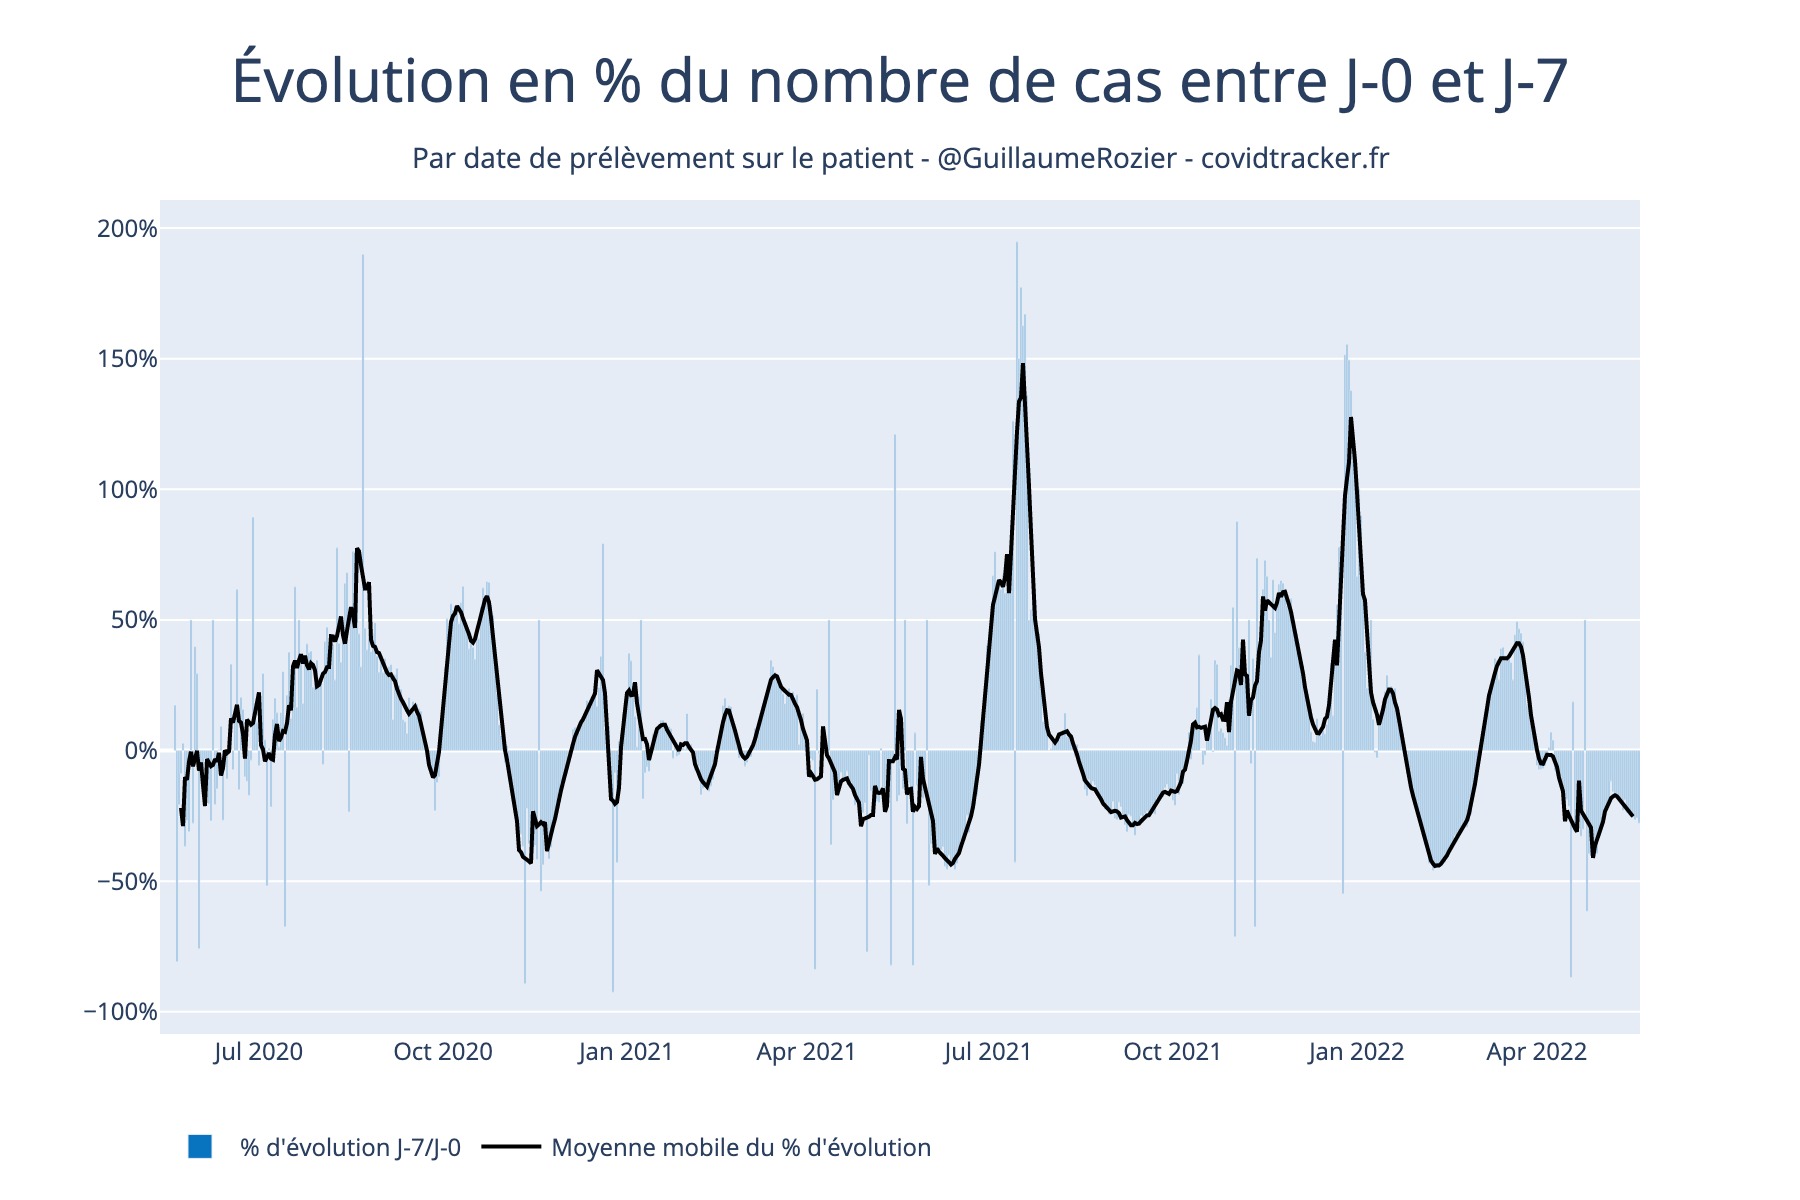 Évolution en % du nombre de cas entre J-0 et J-7
Par date de prélèvement sur le patient - @GuillaumeRozier - covidtracker.fr
200%
150%
100%
50%
0%
−50%
−100%
Jul 2020 Oct 2020 Jan 2021 Apr 2021 Jul 2021 Oct 2021 Jan 2022 Apr 2022
% d'évolution J-7/J-0 Moyenne mobile du % d'évolution